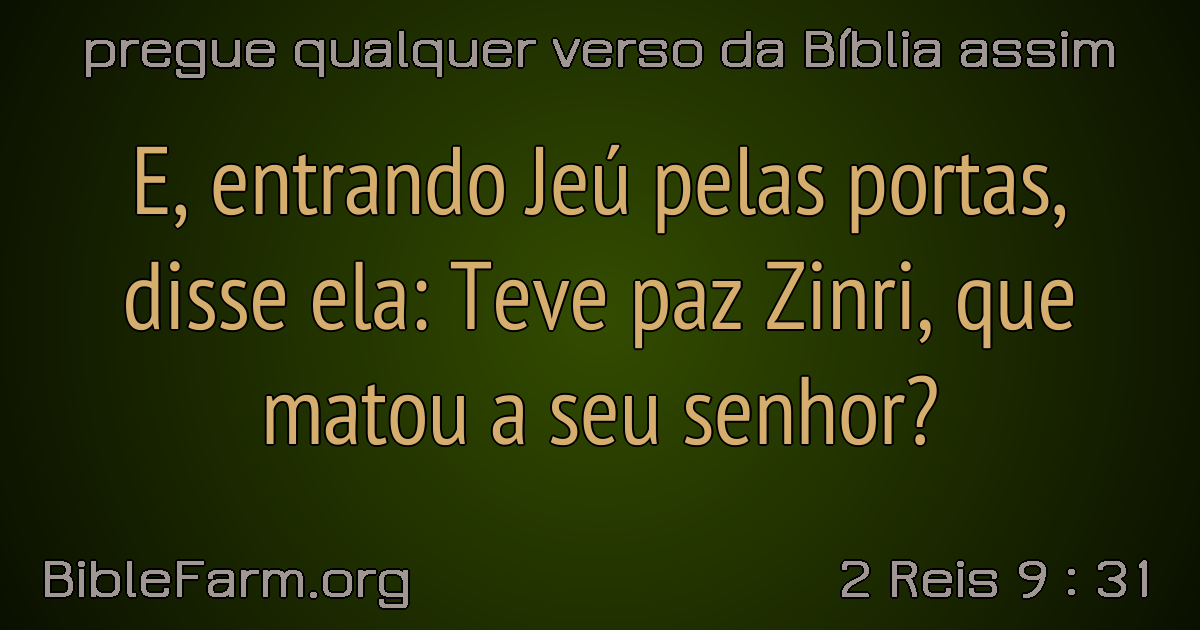 pregue qualquer verso da Bíblia assim
E, entrando Jeú pelas portas,
disse ela: Teve paz Zinri, que
matou a seu senhor?
BibleFarm.org
2 Reis 9 : 31